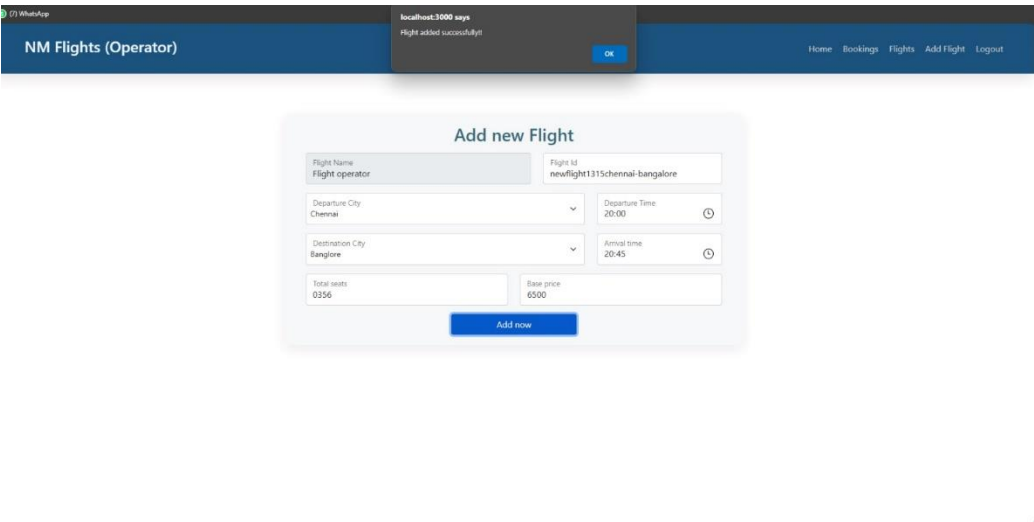 (7) WhatsApp
localhost:3000 says
Flight added successfully!!
OK
NM Flights (Operator)
Home Bookings Flights Add Flight Logout
Add new Flight
Flight Name
Flight operator
Flight Id
newflight1315chennai-bangalore
Departure City
Chennai
Departure Time
20:00
Destination City
Banglore
Arrival time
20:45
Total seats
0356
Base price
6500
Add now